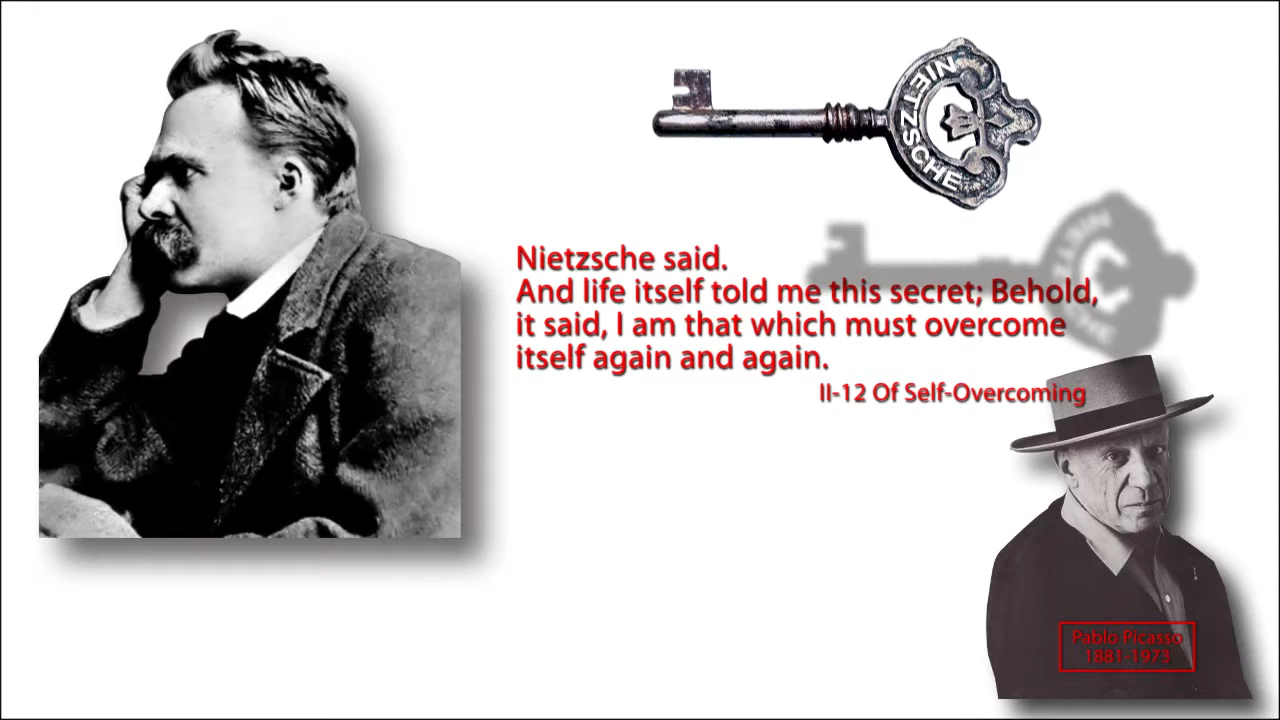 NIETZSCHE
Nietzsche said.
And life itself told me this secret; Behold,
it said, I am that which must overcome
itself again and again.
II-12 Of Self-Overcoming
Pablo Picasso
1881-1973